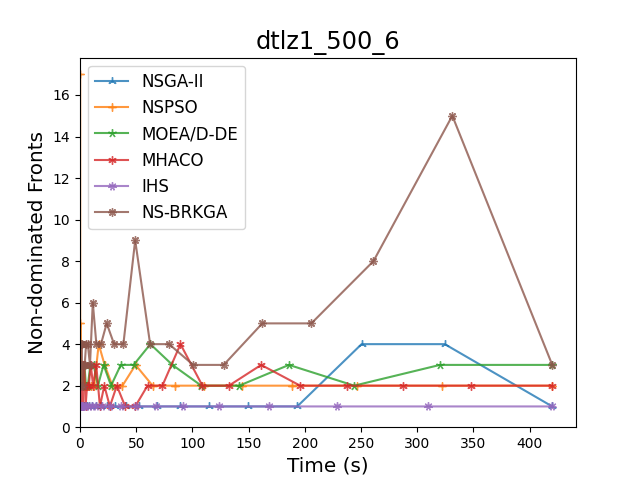 dtlz1_500_6
NSGA-II
NSPSO
MOEA/D-DE
MHACO
IHS
NS-BRKGA
Non-dominated Fronts
16
14
12
10
8
6
4
2
0
0 50 100 150 200 250 300 350 400
Time (s)